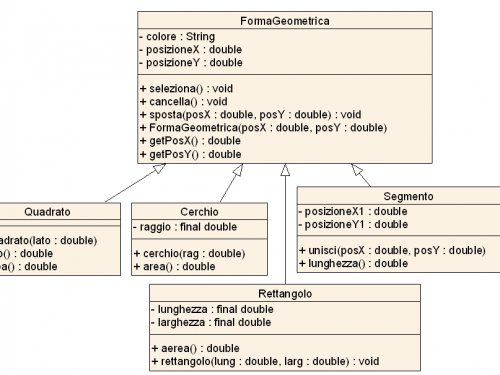 FormaGeometrica
- colore : String
- posizioneX : double
- posizioneY : double
+ seleziona() : void
+ cancella() : void
+ sposta(posX : double, posY : double) : void
+ FormaGeometrica(posX : double, posY : double)
+ getPosX() : double
+ getPosY() : double
Quadrato
(lato : double)
() : double
() : double
Cerchio
- raggio : final double
+ cerchio(rag : double)
+ area() : double
Segmento
- posizioneX1 : double
- posizioneY1 : double
+ unisci(posX : double, posY : double)
+ lunghezza() : double
Rettangolo
- lunghezza : final double
- larghezza : final double
+ aerea() : double
+ rettangolo(lung : double, larg : double) : void